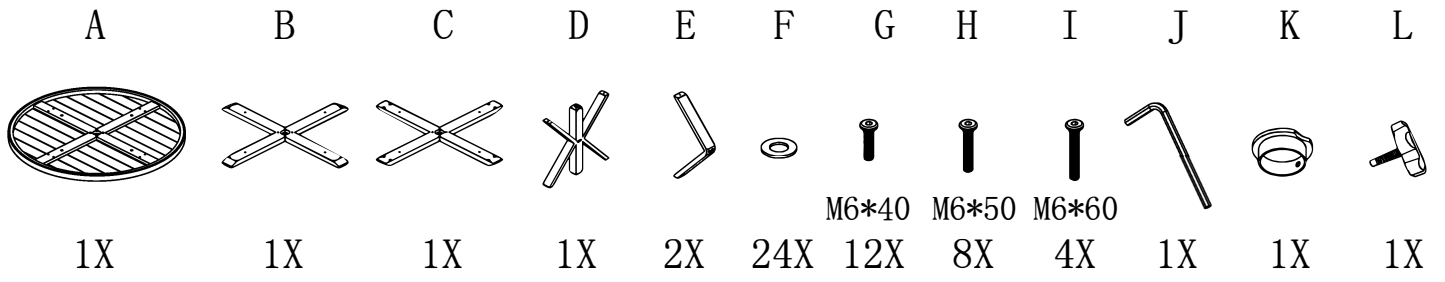 A B C D E F G H I J K L
M6*40 M6*50 M6*60
1X 1X 1X 1X 2X 24X 12X 8X 4X 1X 1X 1X